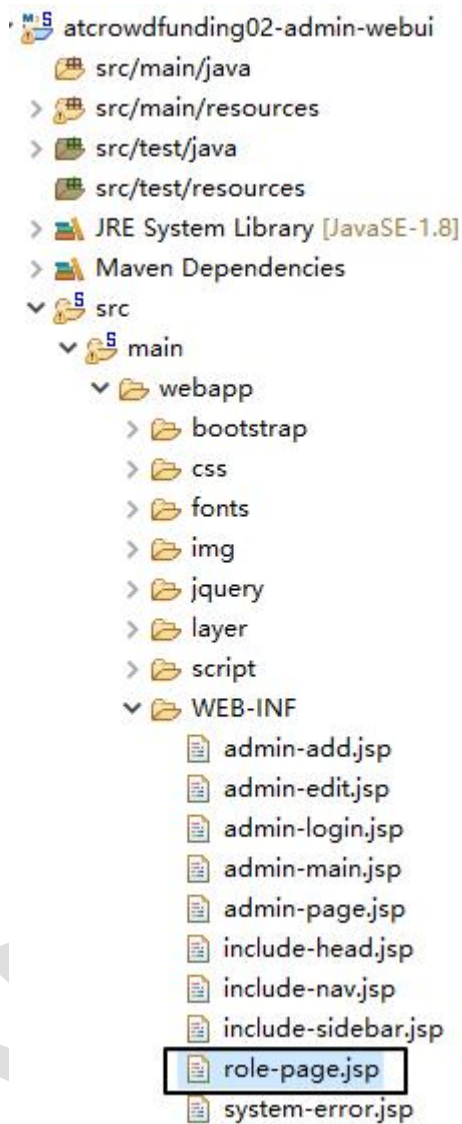 atcrowdfunding02-admin-webui
src/main/java
src/main/resources
src/test/java
src/test/resources
JRE System Library [JavaSE-1.8]
Maven Dependencies
src
main
webapp
bootstrap
css
fonts
img
jquery
layer
script
WEB-INF
admin-add.jsp
admin-edit.jsp
admin-login.jsp
admin-main.jsp
admin-page.jsp
include-head.jsp
include-nav.jsp
include-sidebar.jsp
role-page.jsp
system-error.jsp